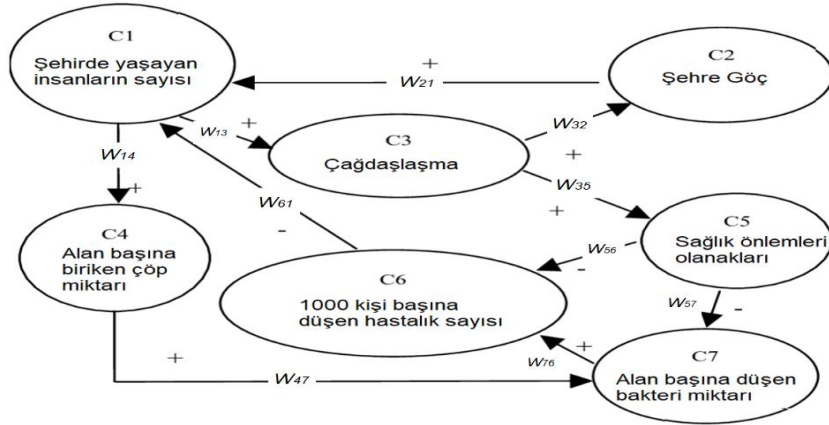 C1
Şehirde yaşayan
insanların sayısı
+
W21
C2
Şehre Göç
W13
+
W32
C3
Çağdaşlaşma
+
W35
+
W14
+
W61
-
C4
Alan başına
biriken çöp
miktarı
C5
Sağlık önlemleri
olanakları
W56
-
C6
1000 kişi başına
düşen hastalık sayısı
W57
-
+
W76
C7
Alan başına düşen
bakteri miktarı
+
W47